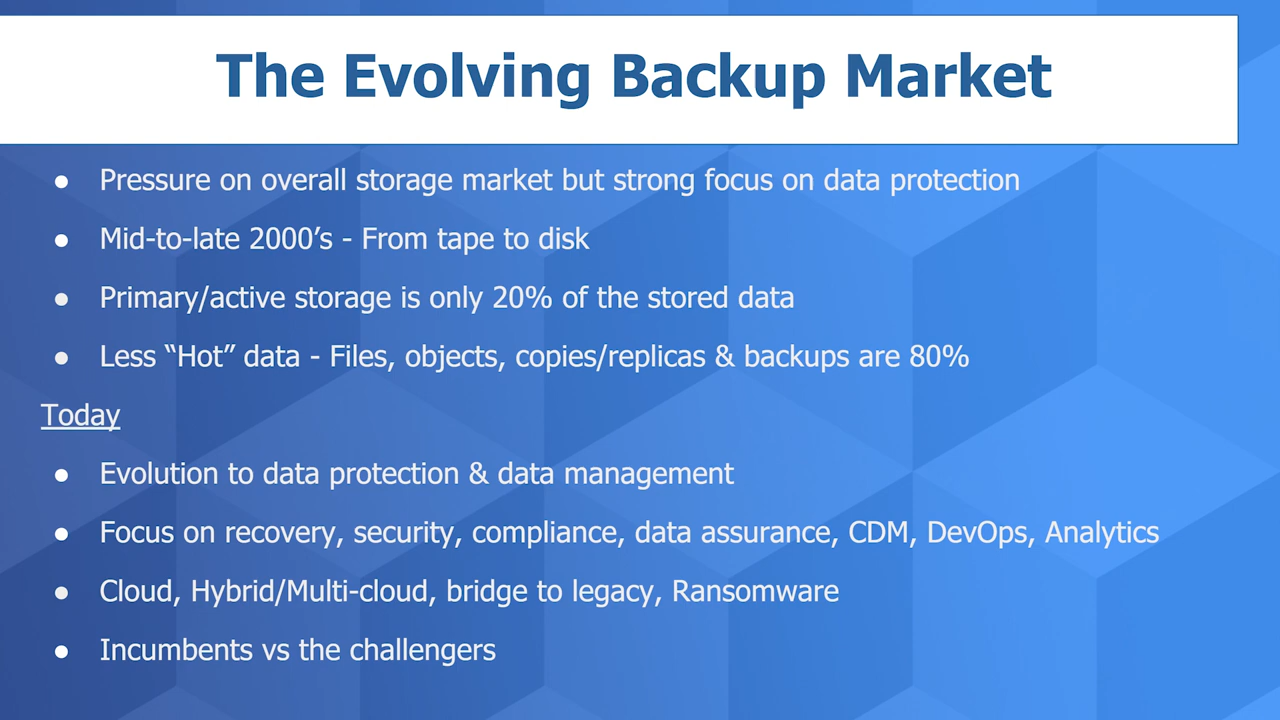 The Evolving Backup Market
● Pressure on overall storage market but strong focus on data protection
● Mid-to-late 2000’s - From tape to disk
● Primary/active storage is only 20% of the stored data
● Less “Hot” data - Files, objects, copies/replicas & backups are 80%
Today
● Evolution to data protection & data management
● Focus on recovery, security, compliance, data assurance, CDM, DevOps, Analytics
● Cloud, Hybrid/Multi-cloud, bridge to legacy, Ransomware
● Incumbents vs the challengers